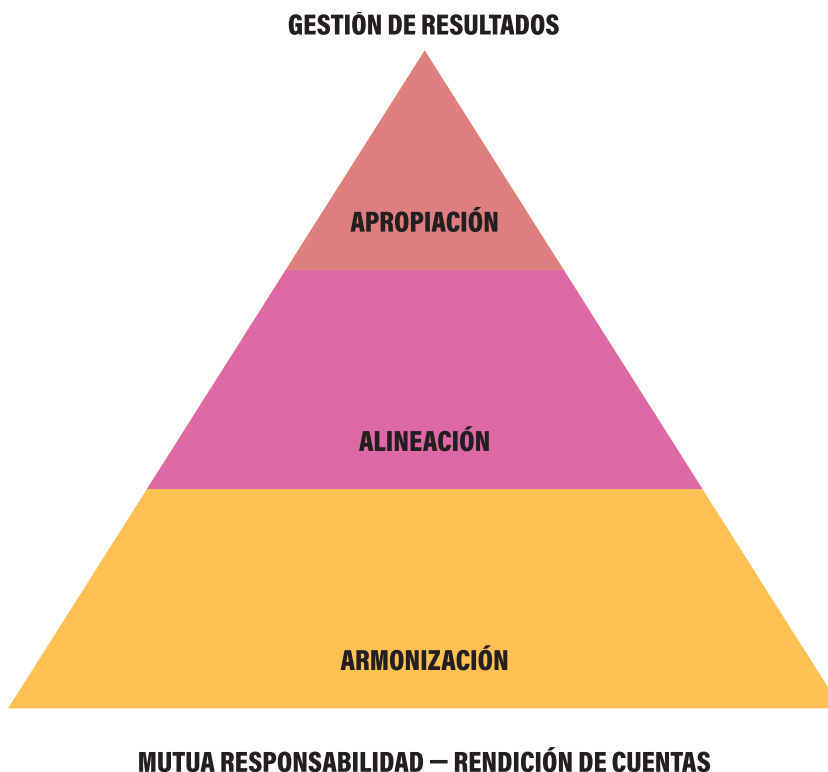 GESTIÓN DE RESULTADOS
APROPIACIÓN
ALINEACIÓN
ARMONIZACIÓN
MUTUA RESPONSABILIDAD — RENDICIÓN DE CUENTAS